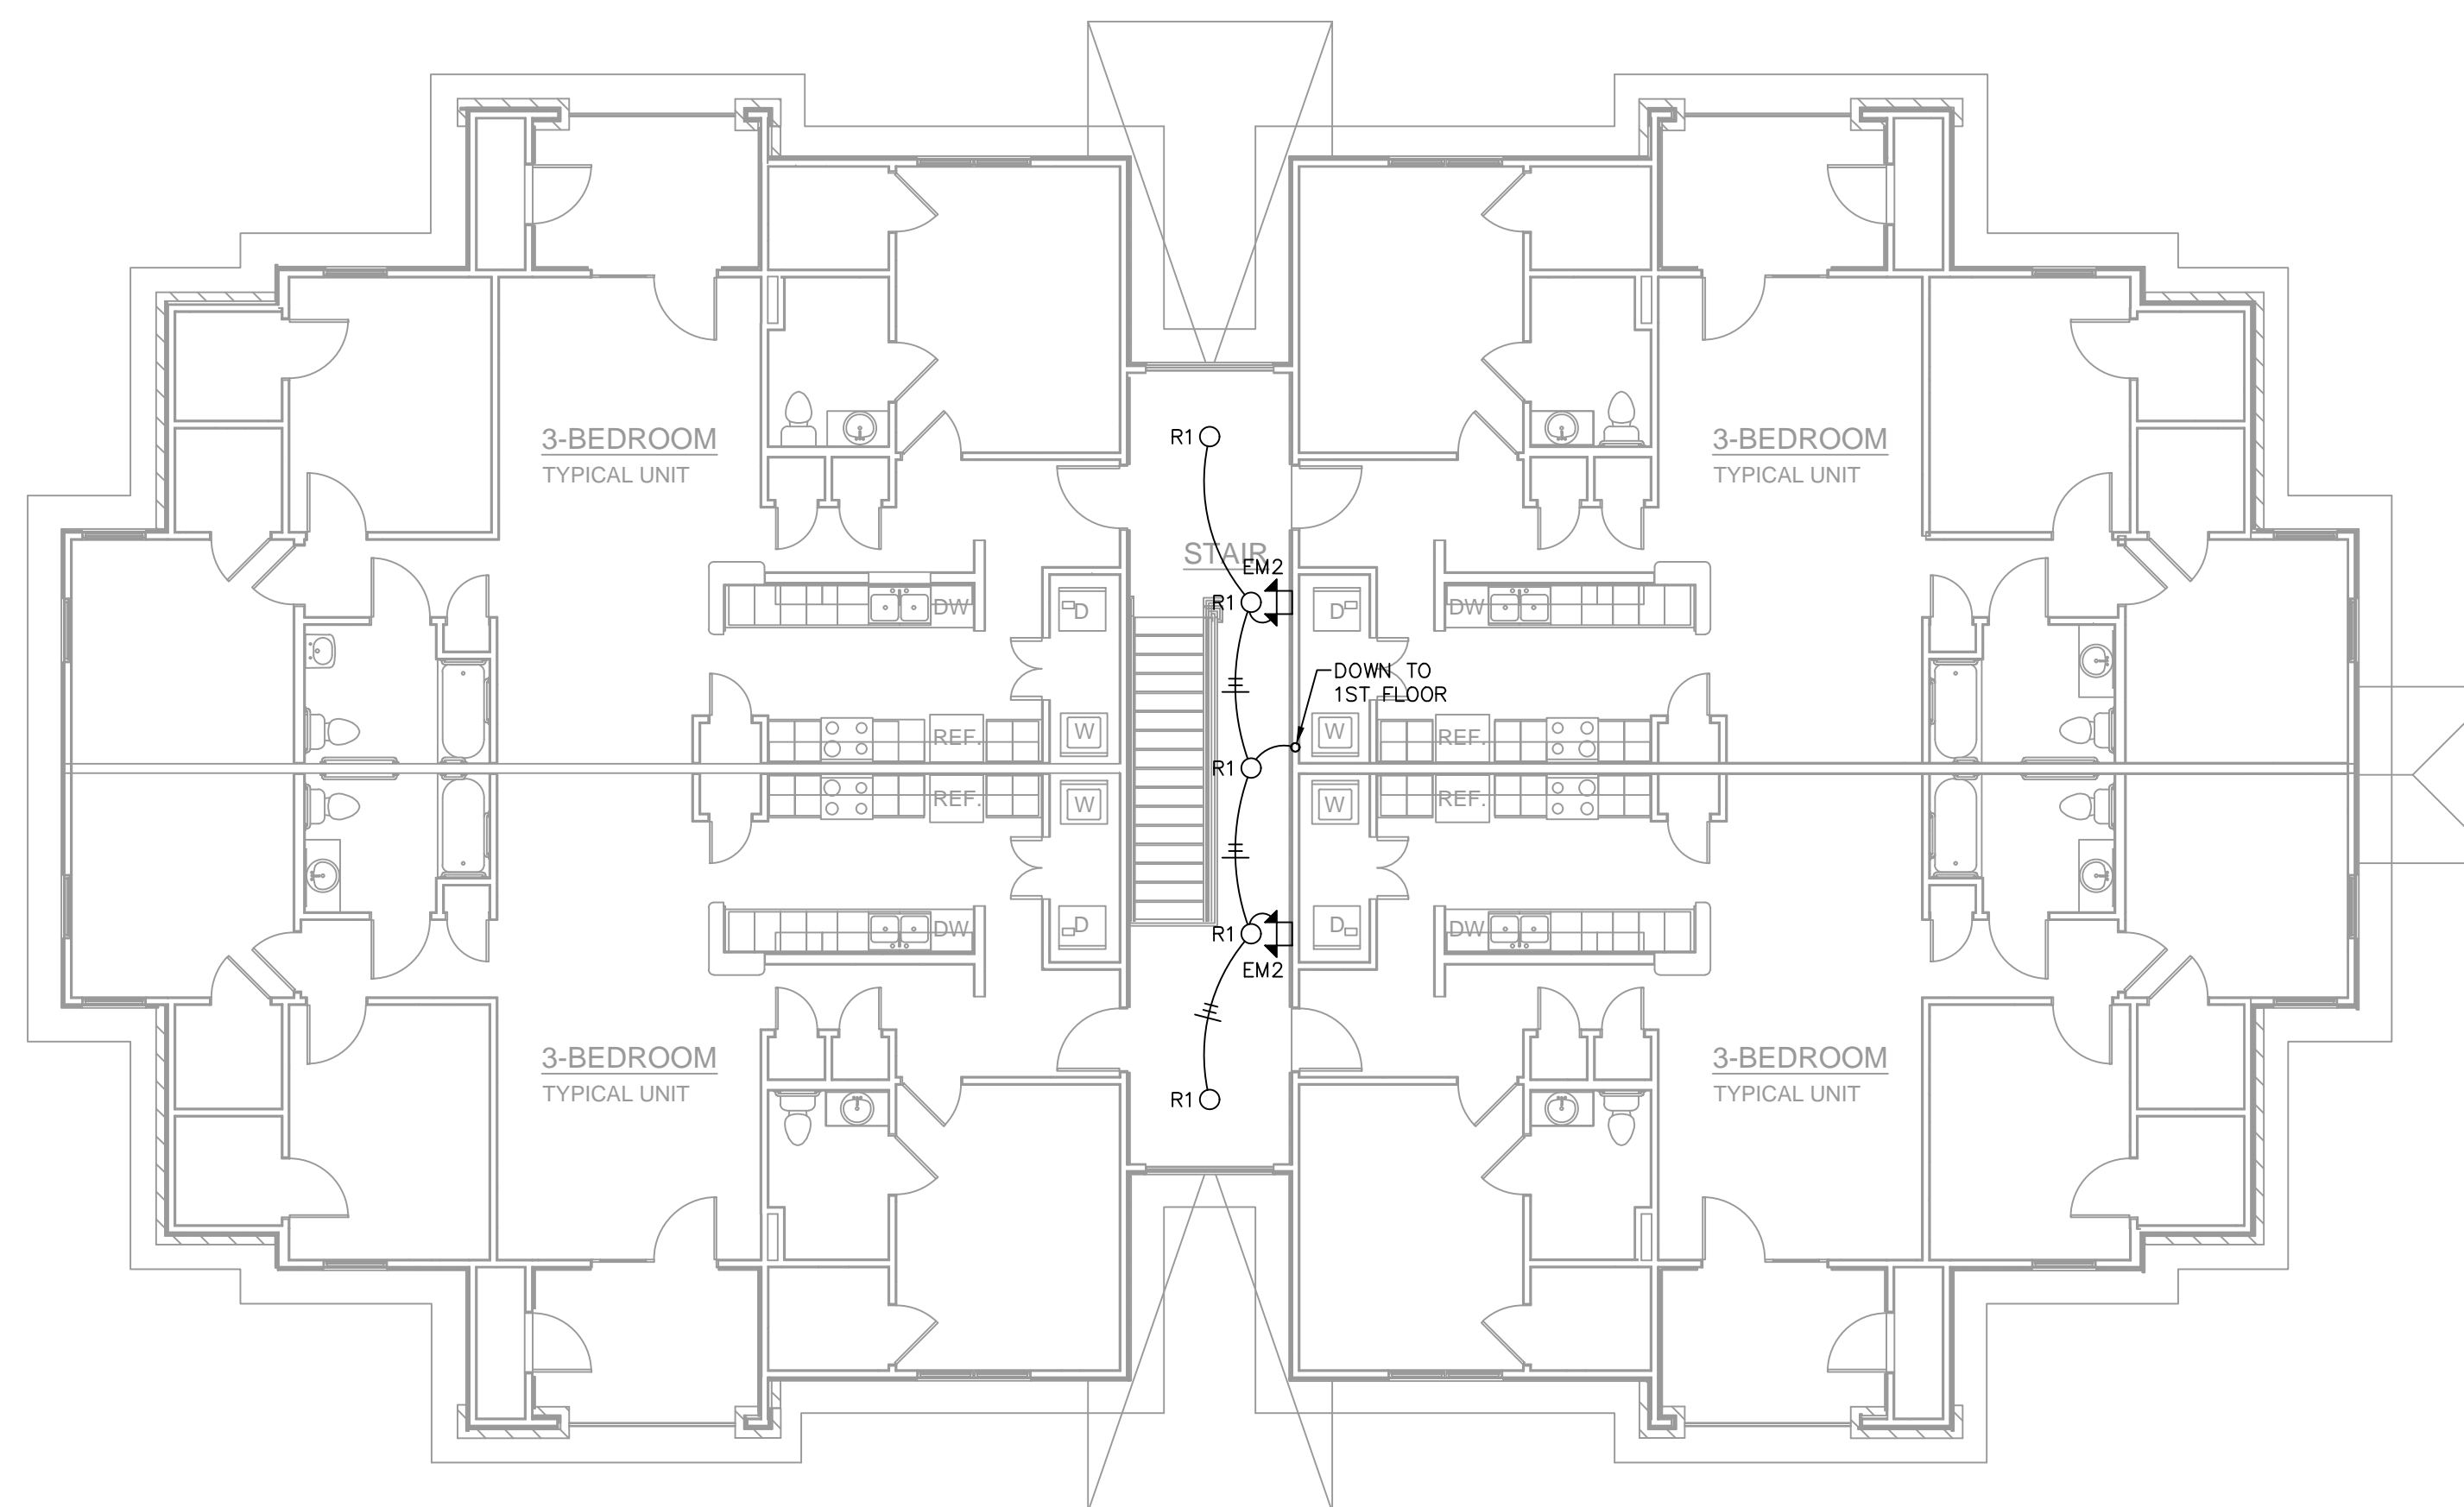 3-BEDROOM
TYPICAL UNIT
R1
3-BEDROOM
TYPICAL UNIT
STAIR
EM2
R1
DW
D
D
DW
DOWN TO
1ST FLOOR
REF.
W
W
REF.
R1
REF.
W
W
REF.
DW
D
R1
D
DW
EM2
3-BEDROOM
TYPICAL UNIT
R1
3-BEDROOM
TYPICAL UNIT